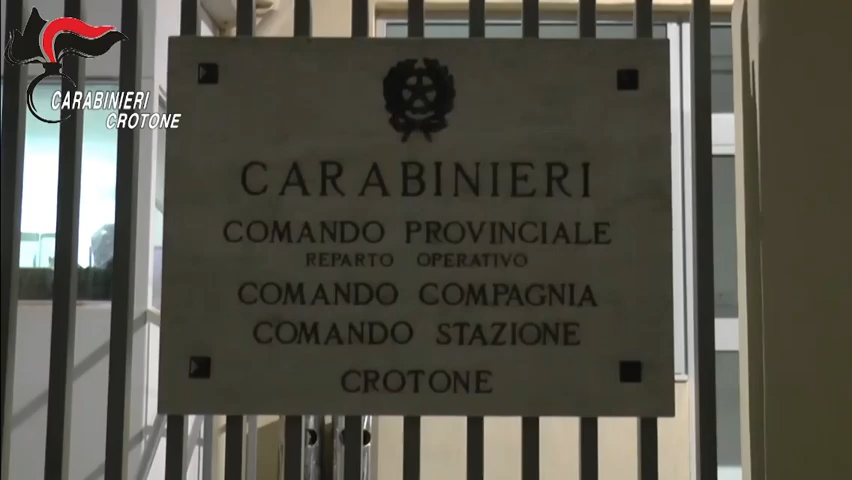 CARABINIERI
CROTONE
CARABINIERI
COMANDO PROVINCIALE
REPARTO OPERATIVO
COMANDO COMPAGNIA
COMANDO STAZIONE
CROTONE